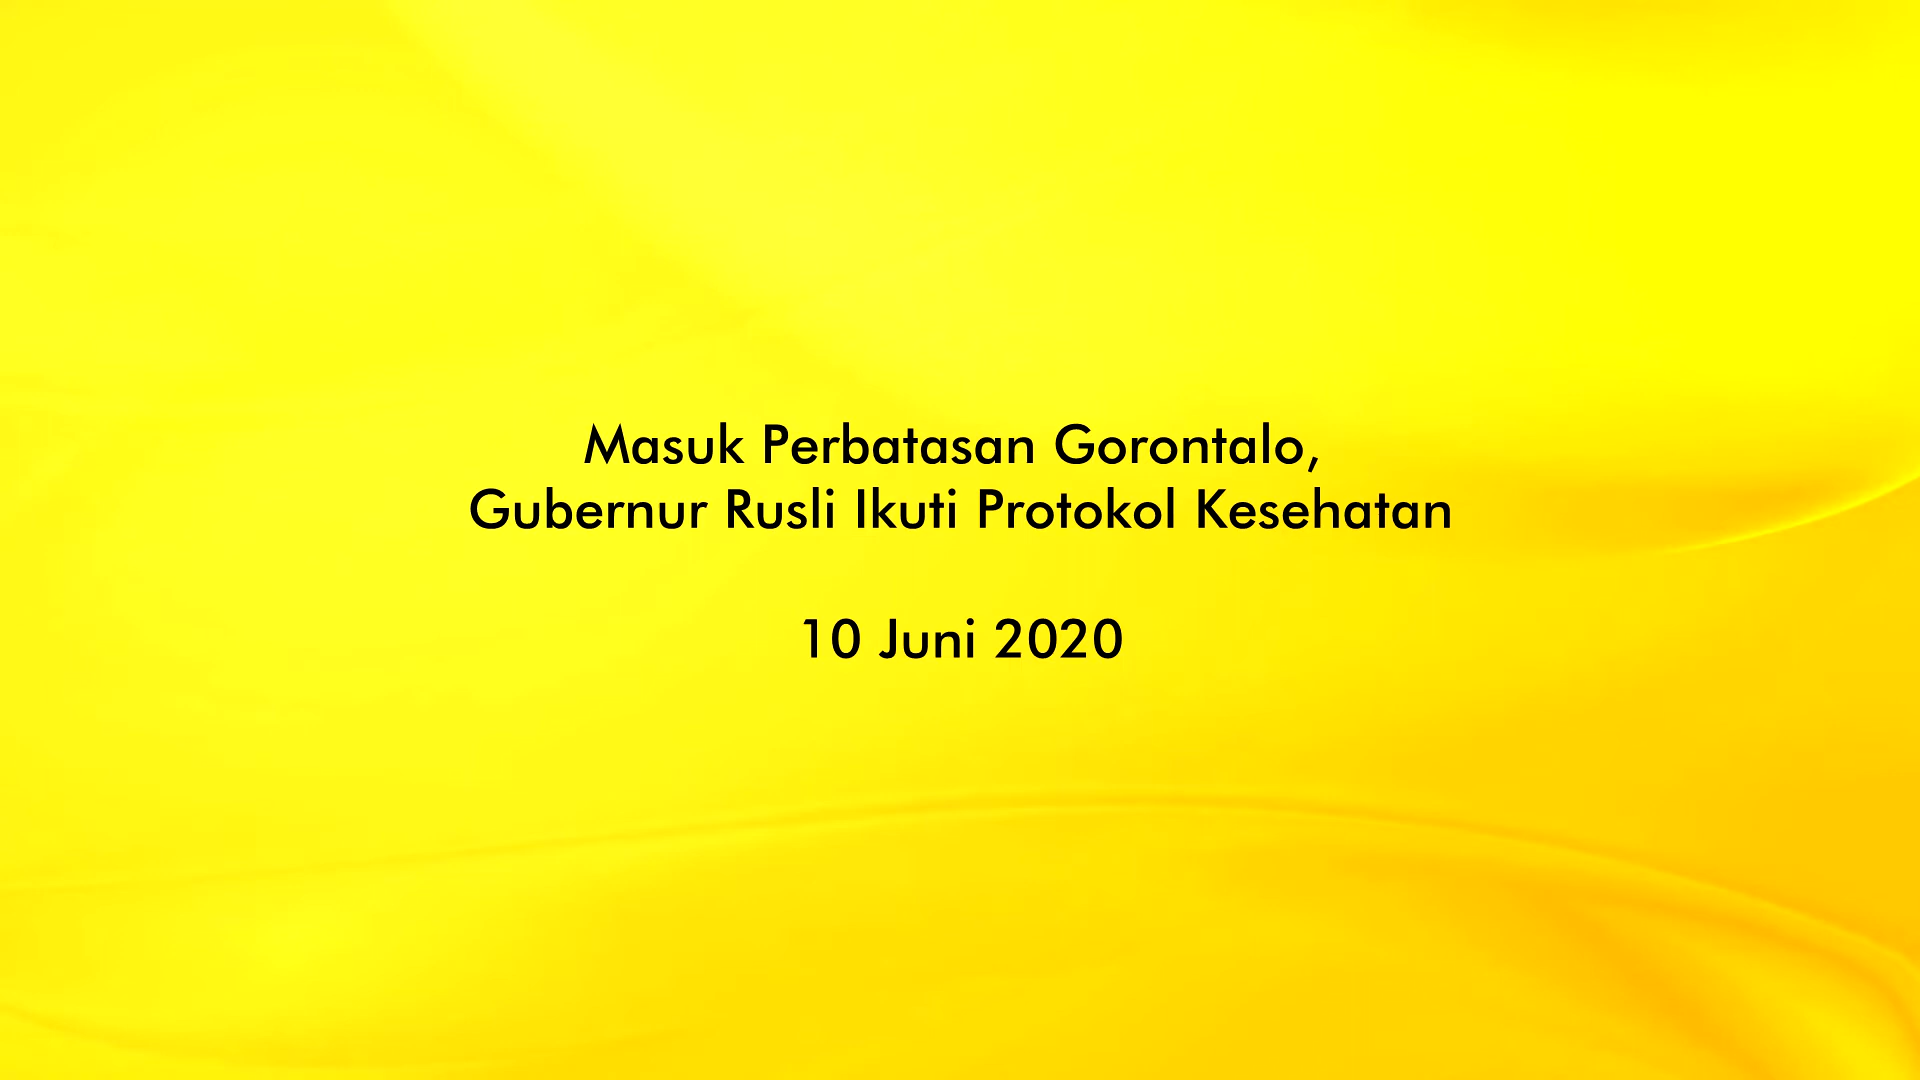 Masuk Perbatasan Gorontalo,
Gubernur Rusli Ikuti Protokol Kesehatan
10 Juni 2020